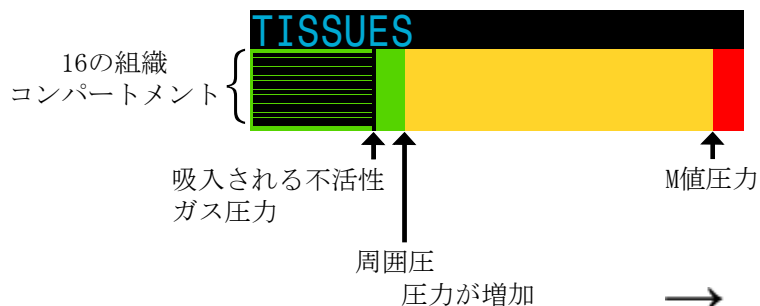 TISSUES
16の組織
コンパートメント
吸入される不活性
ガス圧力
M値圧力
周囲圧
圧力が増加